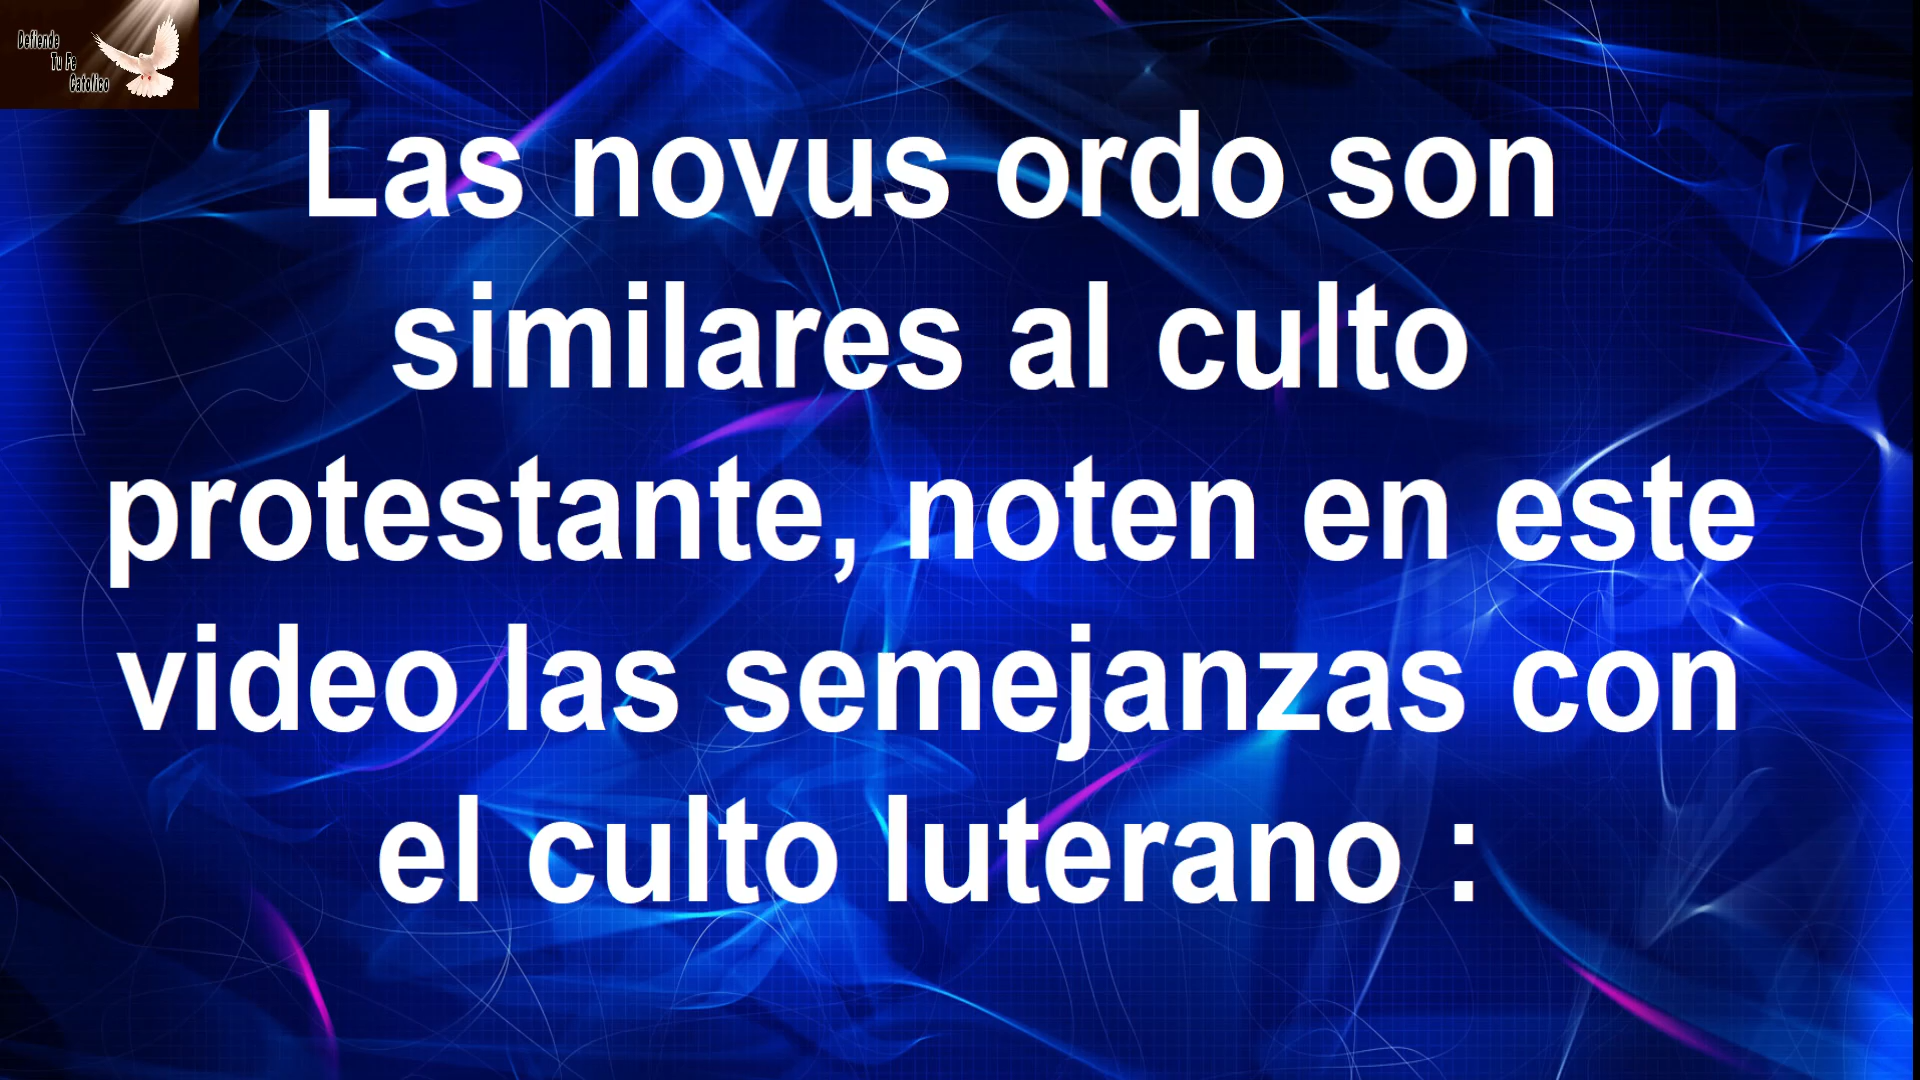 Defiende
Tu Fe
Catolico
Las novus ordo son
similares al culto
protestante, noten en este
video las semejanzas con
el culto luterano :